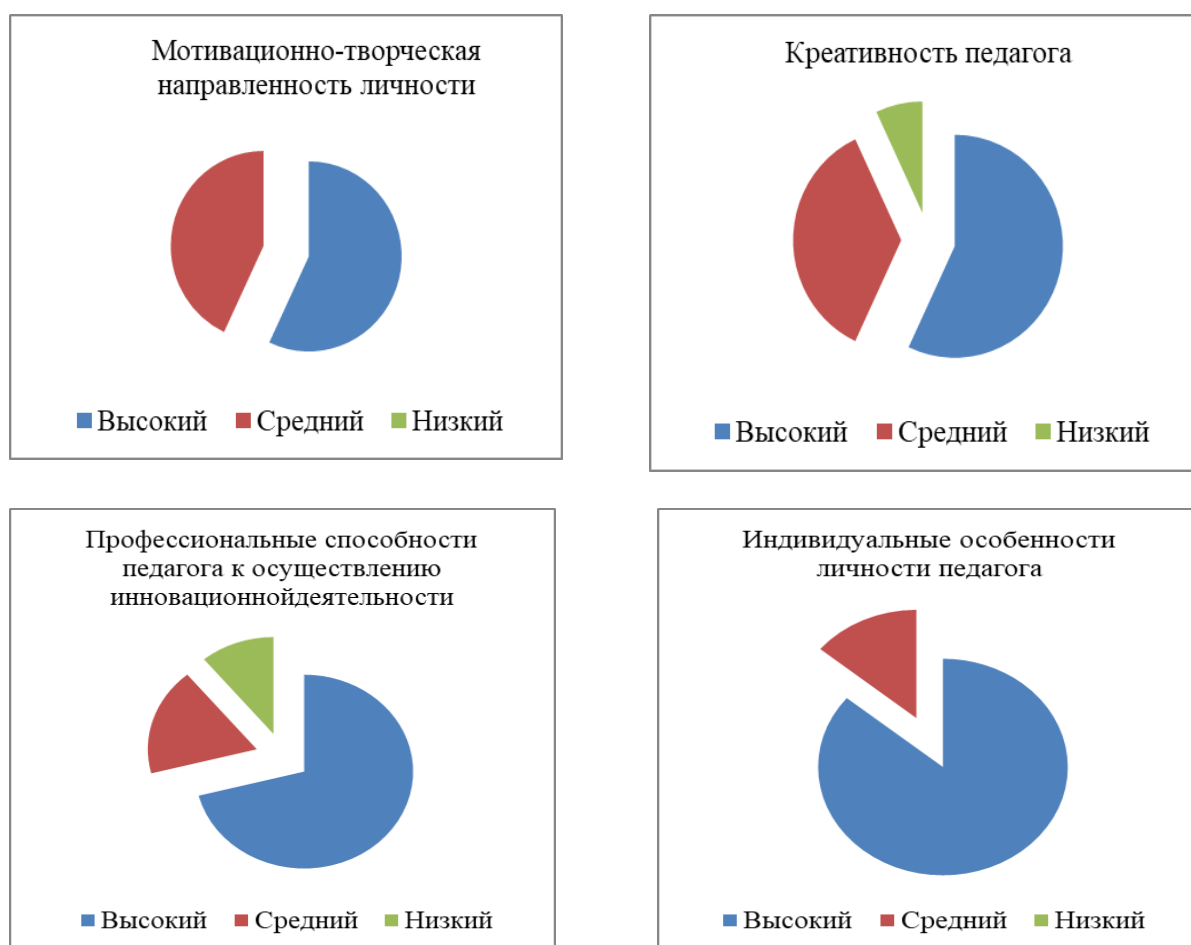 Мотивационно-творческая
направленность личности
Высокий Средний Низкий
Креативность педагога
Высокий Средний Низкий
Профессиональные способности
педагога к осуществлению
инновационнойдеятельности
Высокий Средний Низкий
Индивидуальные особенности
личности педагога
Высокий Средний Низкий